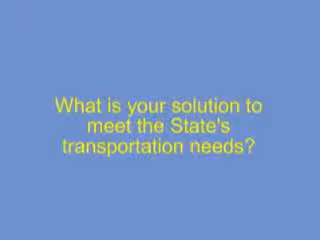 What is your solution to
meet the State's
transportation needs?